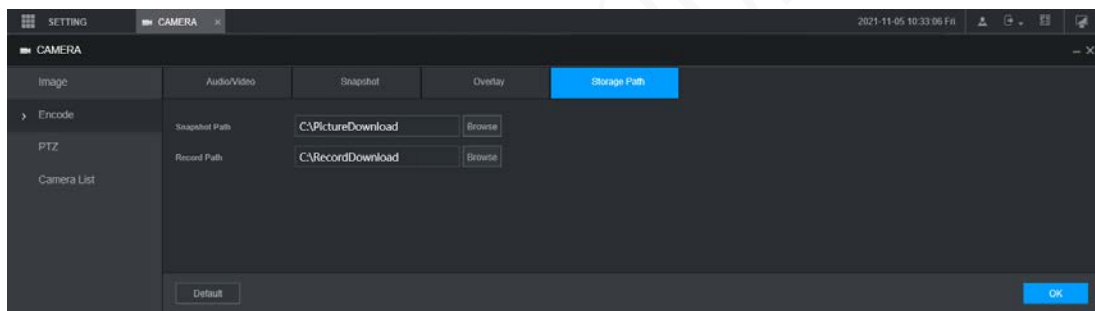 SETTING CAMERA × 2021-11-05 10:33:06 Fri
CAMERA
Image Audio/Video Snapshot Overlay Storage Path
Encode
Snapshot Path C:\PictureDownload Browse
PTZ
Record Path C:\RecordDownload Browse
Camera List
Default OK